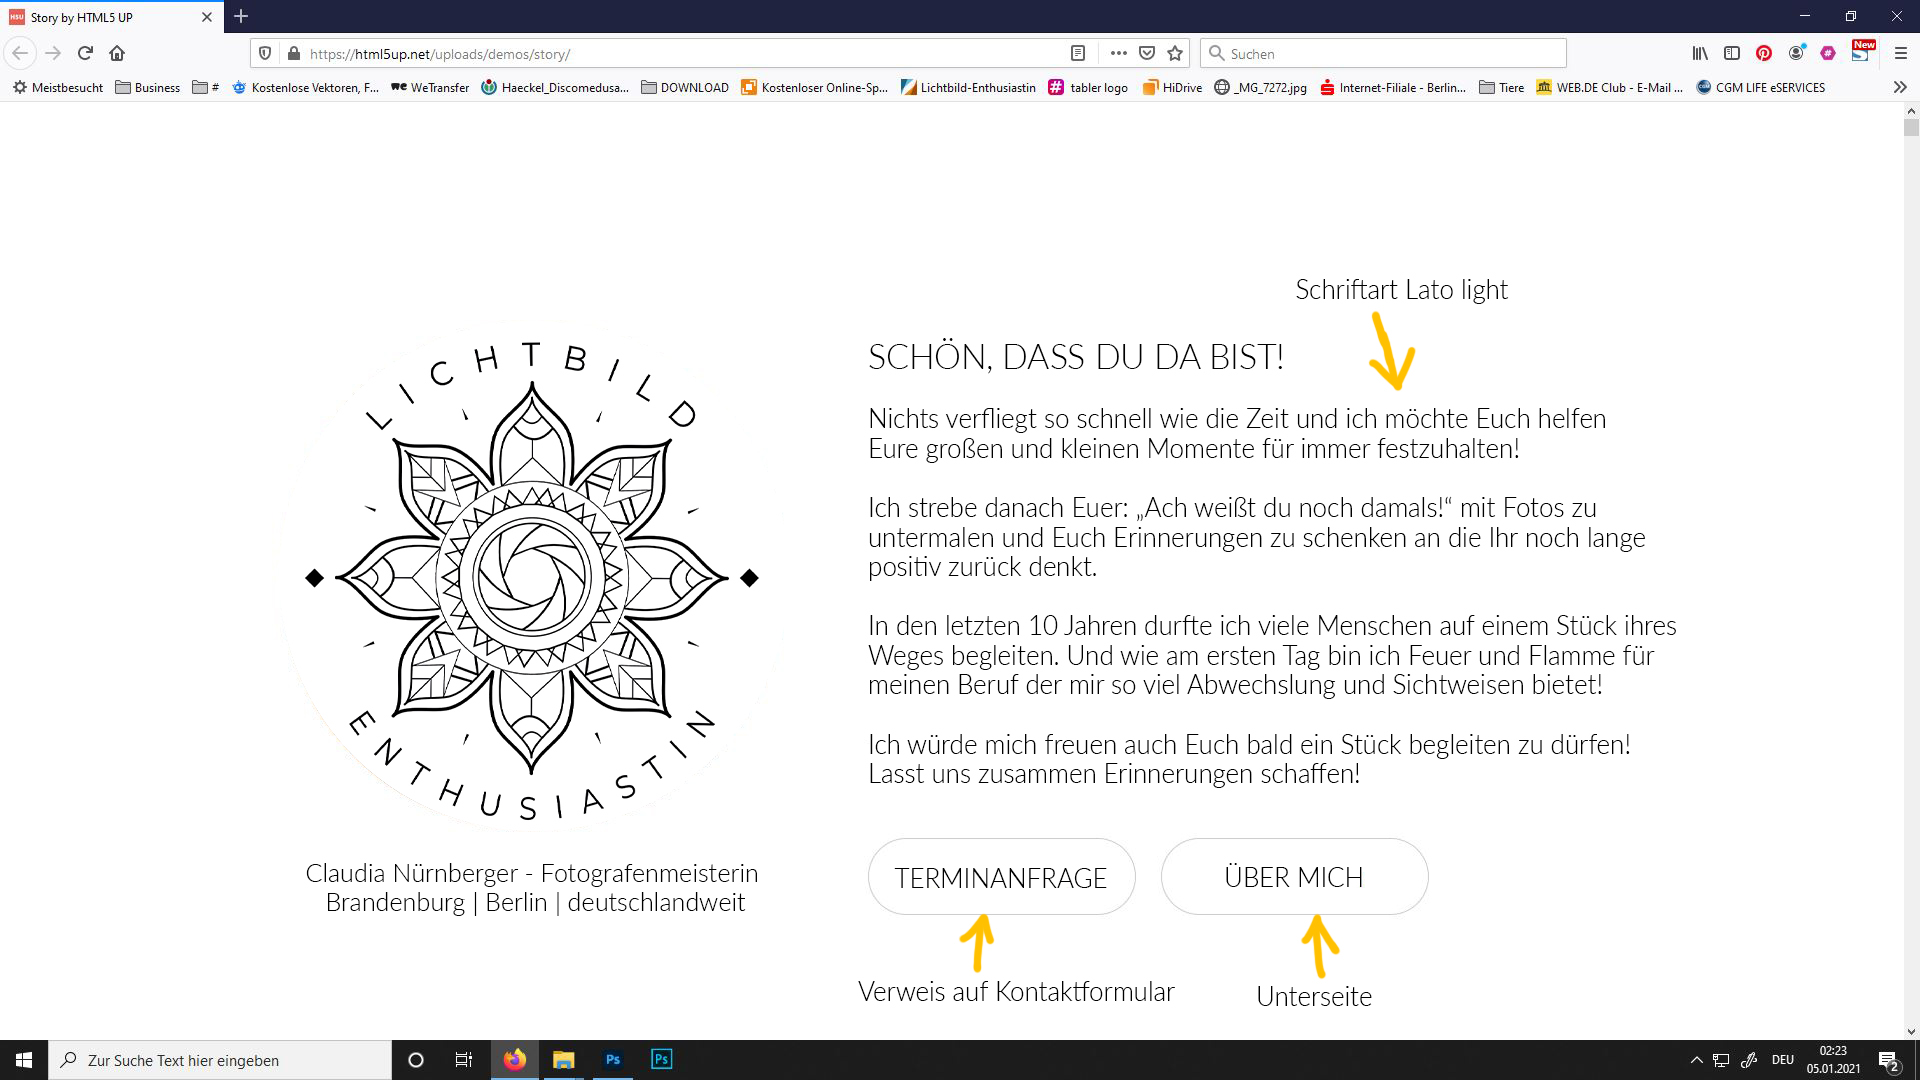 HSU Story by HTML5 UP
https://html5up.net/uploads/demos/story/
Suchen
New
Meistbesucht Business # Kostenlose Vektoren, F... WeTransfer Haeckel_Discomedusa... DOWNLOAD Kostenloser Online-Sp... Lichtbild-Enthusiastin tabler logo HiDrive _MG_7272.jpg Internet-Filiale - Berlin... Tiere WEB.DE Club - E-Mail ... CGM LIFE eSERVICES
Schriftart Lato light
LICHTBILD
ENTHUSIASTIN
Claudia Nürnberger - Fotografenmeisterin
Brandenburg | Berlin | deutschlandweit
SCHÖN, DASS DU DA BIST!
Nichts verfliegt so schnell wie die Zeit und ich möchte Euch helfen
Eure großen und kleinen Momente für immer festzuhalten!
Ich strebe danach Euer: „Ach weißt du noch damals!“ mit Fotos zu
untermalen und Euch Erinnerungen zu schenken an die Ihr noch lange
positiv zurück denkt.
In den letzten 10 Jahren durfte ich viele Menschen auf einem Stück ihres
Weges begleiten. Und wie am ersten Tag bin ich Feuer und Flamme für
meinen Beruf der mir so viel Abwechslung und Sichtweisen bietet!
Ich würde mich freuen auch Euch bald ein Stück begleiten zu dürfen!
Lasst uns zusammen Erinnerungen schaffen!
TERMINANFRAGE ÜBER MICH
Verweis auf Kontaktformular
Unterseite
Zur Suche Text hier eingeben
Ps
Ps
DEU
02:23
05.01.2021
2